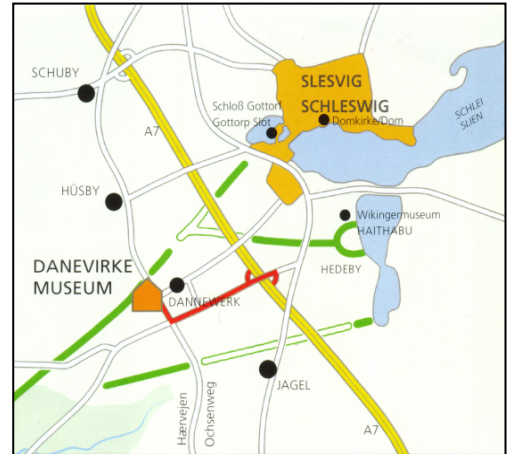 SCHUBY
SLESVIG
SCHLESWIG
Schloß Gottorf
Gottorp Slot
Domkirke/Dom
SCHLEI
SLIEN
A7
HÜSBY
Wikingermuseum
HAITHABU
HEDEBY
DANEVIRKE
MUSEUM
DANNEWERK
JAGEL
Hærvejen
Ochsenweg
A7